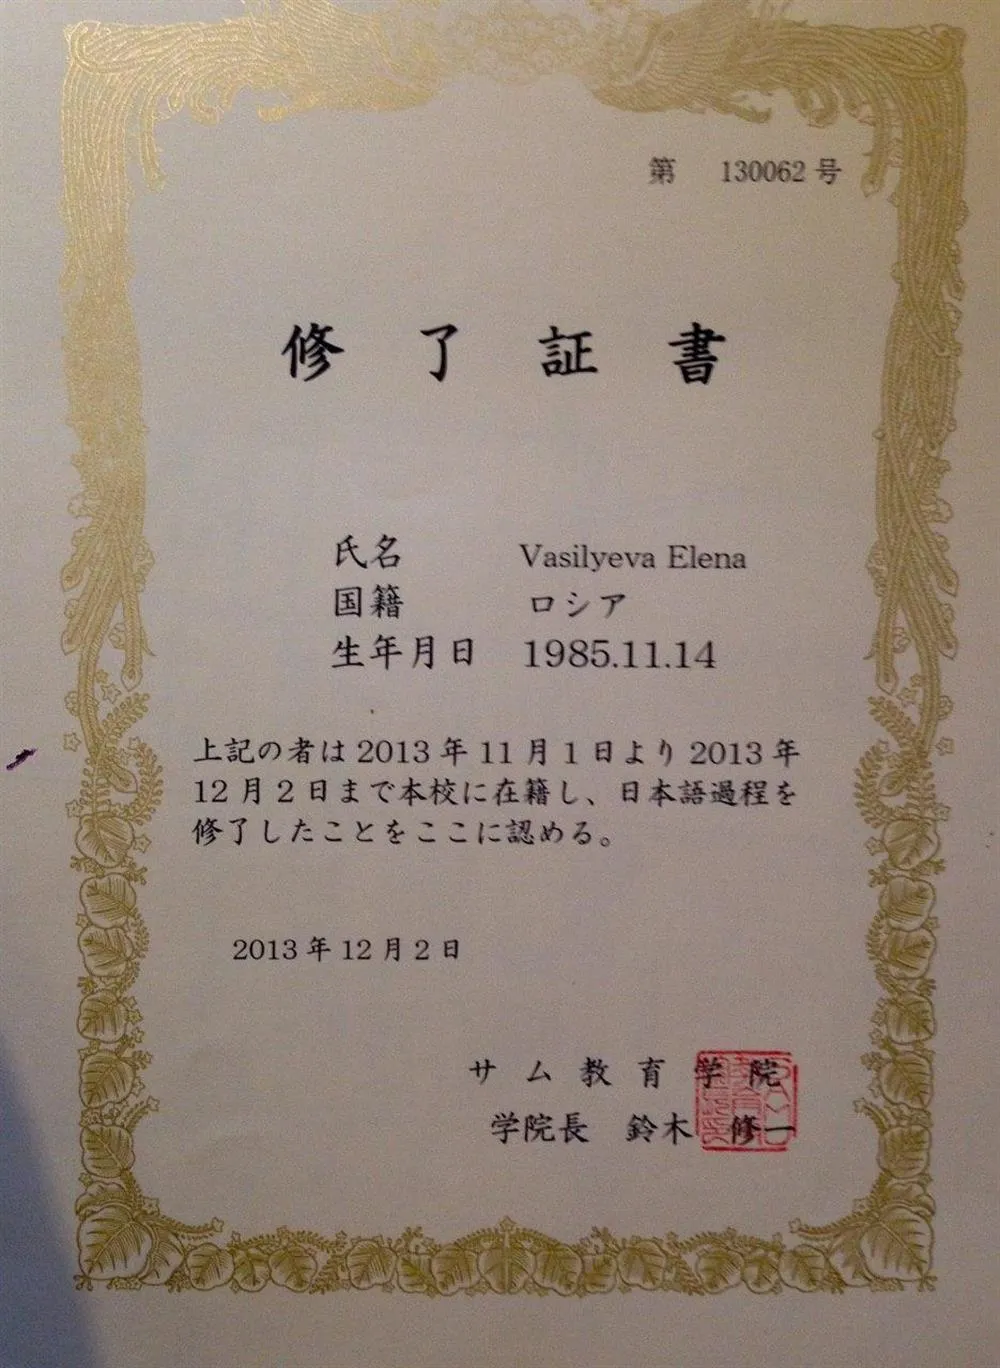 第 130062 号
修了証書
氏名 Vasilyeva Elena
国籍 ロシア
生年月日 1985.11.14
上記の者は 2013 年 11 月 1 日より 2013 年
12 月 2 日まで本校に在籍し、日本語過程を
修了したことをここに認める。
2013 年 12 月 2 日
サム教育学院
学院長 鈴木 修一